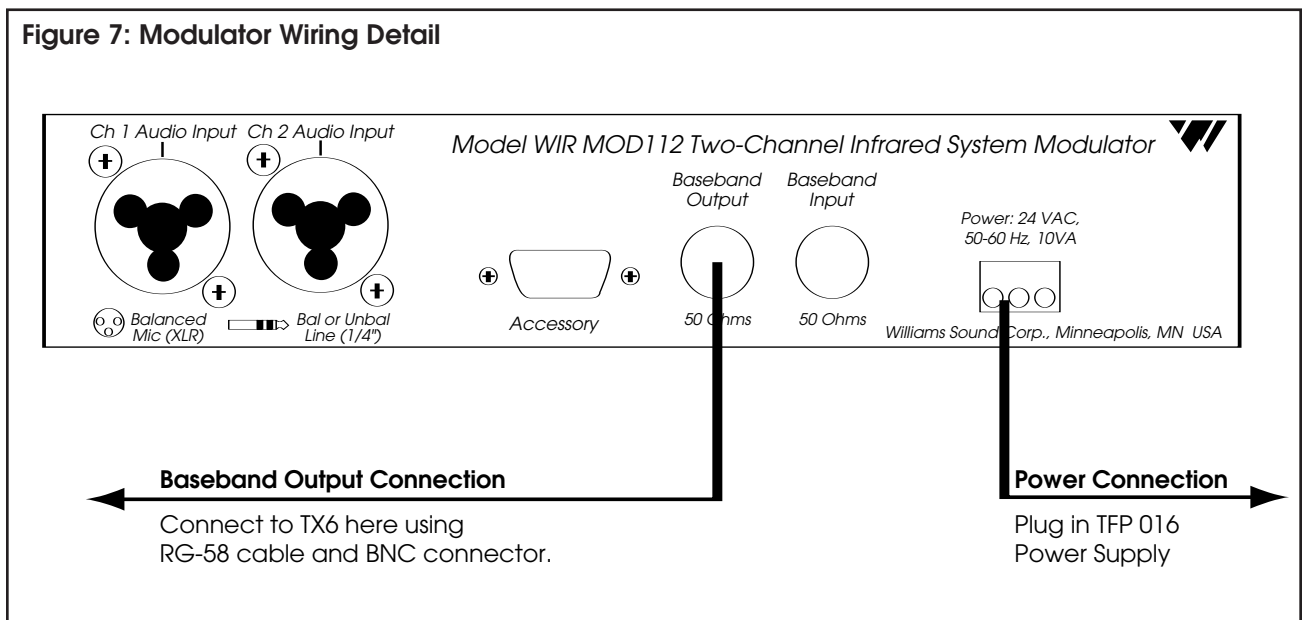 Figure 7: Modulator Wiring Detail
Ch 1 Audio Input
Ch 2 Audio Input
Model WIR MOD112 Two-Channel Infrared System Modulator
Baseband
Output
Baseband
Input
Power: 24 VAC,
50-60 Hz, 10VA
Balanced
Mic (XLR)
Bal or Unbal
Line (1/4")
Accessory
50 Ohms
50 Ohms
Williams Sound Corp., Minneapolis, MN USA
Baseband Output Connection
Connect to TX6 here using
RG-58 cable and BNC connector.
Power Connection
Plug in TFP 016
Power Supply